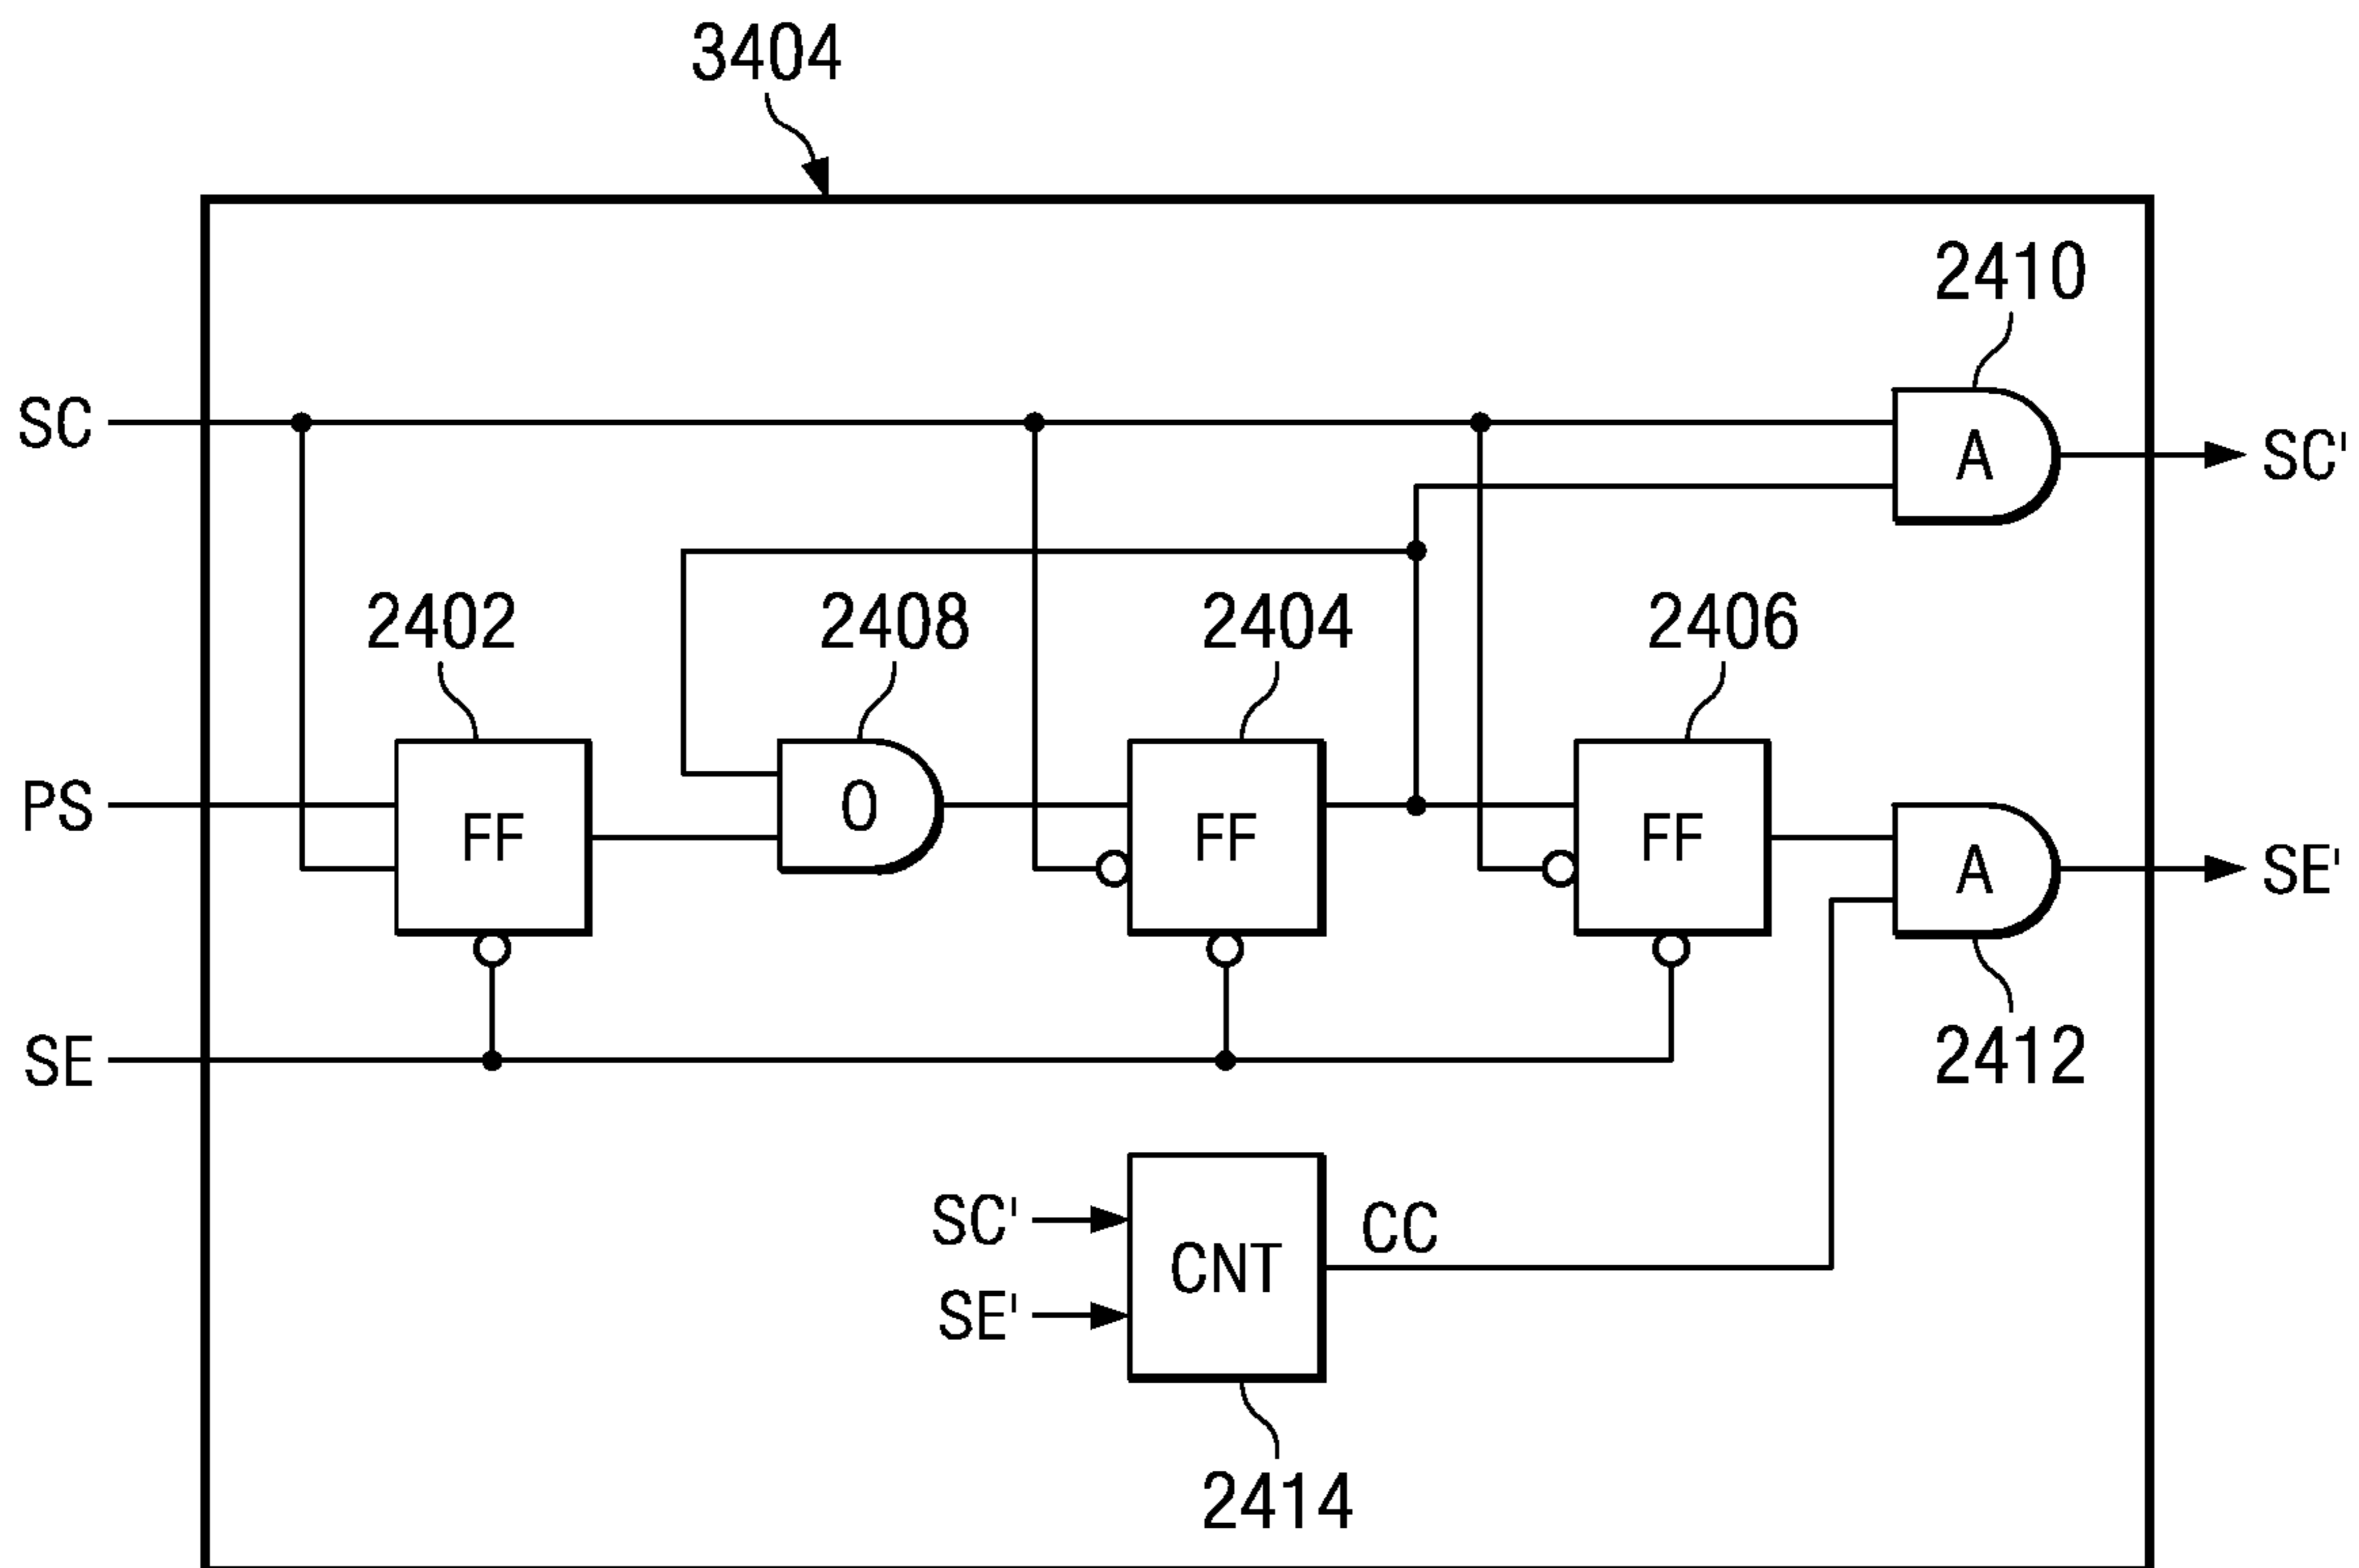 3404
2410
SC
A
SC'
2402
2408
2404
2406
PS
FF
O
FF
FF
A
SE'
SE
2412
SC'
CC
CNT
SE'
2414